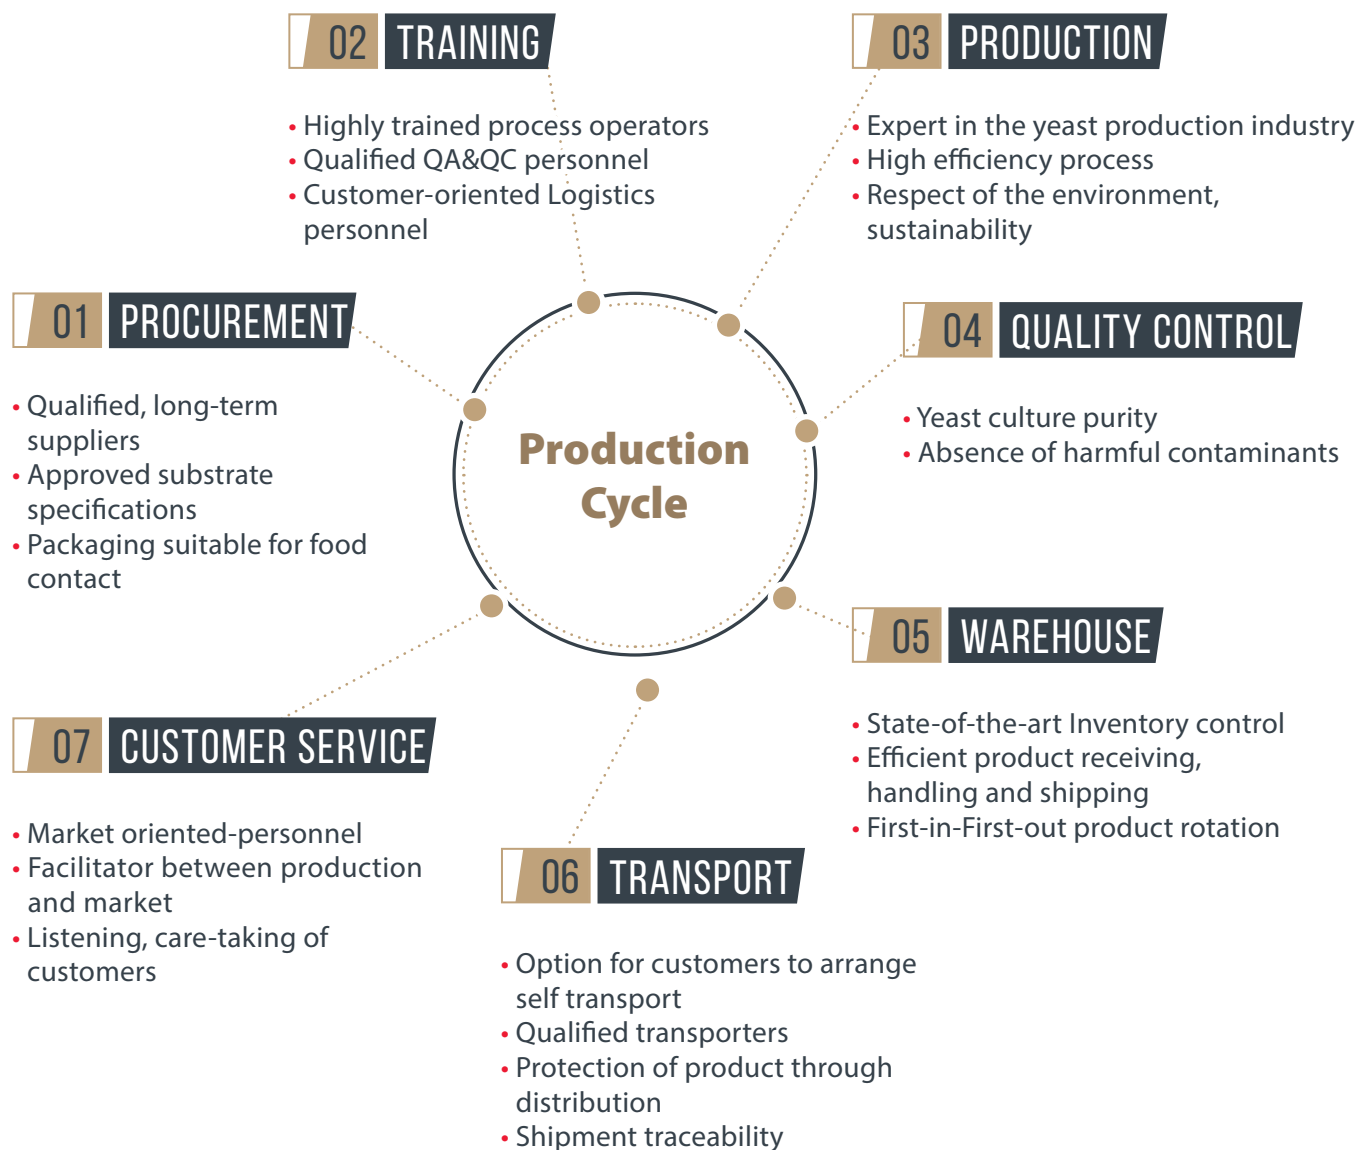 02 TRAINING
• Highly trained process operators
• Qualified QA&QC personnel
• Customer-oriented Logistics
personnel
03 PRODUCTION
• Expert in the yeast production industry
• High efficiency process
• Respect of the environment,
sustainability
01 PROCUREMENT
• Qualified, long-term
suppliers
• Approved substrate
specifications
• Packaging suitable for food
contact
Production
Cycle
04 QUALITY CONTROL
• Yeast culture purity
• Absence of harmful contaminants
05 WAREHOUSE
• State-of-the-art Inventory control
• Efficient product receiving,
handling and shipping
• First-in-First-out product rotation
07 CUSTOMER SERVICE
• Market oriented-personnel
• Facilitator between production
and market
• Listening, care-taking of
customers
06 TRANSPORT
• Option for customers to arrange
self transport
• Qualified transporters
• Protection of product through
distribution
• Shipment traceability